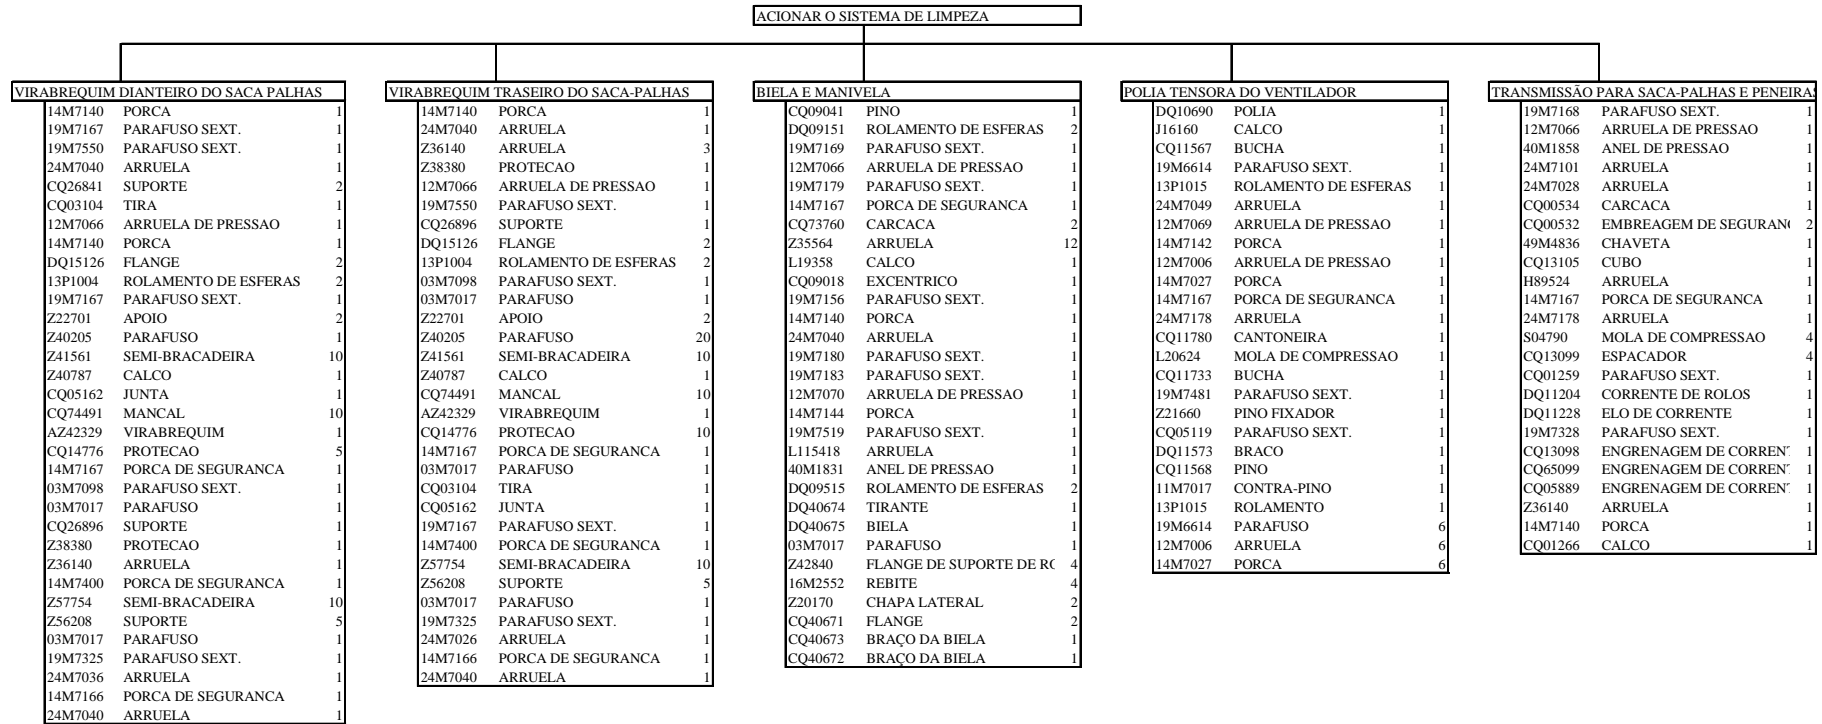 ACIONAR O SISTEMA DE LIMPEZA
VIRABREQUIM DIANTEIRO DO SACA PALHAS
14M7140 PORCA 1
19M7167 PARAFUSO SEXT. 1
19M7550 PARAFUSO SEXT. 1
24M7040 ARRUELA 1
CQ26841 SUPORTE 2
CQ03104 TIRA 1
12M7066 ARRUELA DE PRESSAO 1
14M7140 PORCA 1
DQ15126 FLANGE 2
13P1004 ROLAMENTO DE ESFERAS 2
19M7167 PARAFUSO SEXT. 1
Z22701 APOIO 2
Z40205 PARAFUSO 1
Z41561 SEMI-BRACADEIRA 10
Z40787 CALCO 1
CQ05162 JUNTA 1
CQ74491 MANCAL 10
AZ42329 VIRABREQUIM 1
CQ14776 PROTECAO 5
14M7167 PORCA DE SEGURANCA 1
03M7098 PARAFUSO SEXT. 1
03M7017 PARAFUSO 1
CQ26896 SUPORTE 1
Z38380 PROTECAO 1
Z36140 ARRUELA 1
14M7400 PORCA DE SEGURANCA 1
Z57754 SEMI-BRACADEIRA 10
Z56208 SUPORTE 5
03M7017 PARAFUSO 1
19M7325 PARAFUSO SEXT. 1
24M7036 ARRUELA 1
14M7166 PORCA DE SEGURANCA 1
24M7040 ARRUELA 1
VIRABREQUIM TRASEIRO DO SACA-PALHAS
14M7140 PORCA 1
24M7040 ARRUELA 1
Z36140 ARRUELA 3
Z38380 PROTECAO 1
12M7066 ARRUELA DE PRESSAO 1
19M7550 PARAFUSO SEXT. 1
CQ26896 SUPORTE 1
DQ15126 FLANGE 2
13P1004 ROLAMENTO DE ESFERAS 2
03M7098 PARAFUSO SEXT. 1
03M7017 PARAFUSO 1
Z22701 APOIO 2
Z40205 PARAFUSO 20
Z41561 SEMI-BRACADEIRA 10
Z40787 CALCO 1
CQ74491 MANCAL 10
AZ42329 VIRABREQUIM 1
CQ14776 PROTECAO 10
14M7167 PORCA DE SEGURANCA 1
03M7017 PARAFUSO 1
CQ03104 TIRA 1
CQ05162 JUNTA 1
19M7167 PARAFUSO SEXT. 1
14M7400 PORCA DE SEGURANCA 1
Z57754 SEMI-BRACADEIRA 10
Z56208 SUPORTE 5
03M7017 PARAFUSO 1
19M7325 PARAFUSO SEXT. 1
24M7026 ARRUELA 1
14M7166 PORCA DE SEGURANCA 1
24M7040 ARRUELA 1
BIELA E MANIVELA
CQ09041 PINO 1
DQ09151 ROLAMENTO DE ESFERAS 2
19M7169 PARAFUSO SEXT. 1
12M7066 ARRUELA DE PRESSAO 1
19M7179 PARAFUSO SEXT. 1
14M7167 PORCA DE SEGURANCA 1
CQ73760 CARCACA 2
Z35564 ARRUELA 12
L19358 CALCO 1
CQ09018 EXCENTRICO 1
19M7156 PARAFUSO SEXT. 1
14M7140 PORCA 1
24M7040 ARRUELA 1
19M7180 PARAFUSO SEXT. 1
19M7183 PARAFUSO SEXT. 1
12M7070 ARRUELA DE PRESSAO 1
14M7144 PORCA 1
19M7519 PARAFUSO SEXT. 1
L115418 ARRUELA 1
40M1831 ANEL DE PRESSAO 1
DQ09515 ROLAMENTO DE ESFERAS 2
DQ40674 TIRANTE 1
DQ40675 BIELA 1
03M7017 PARAFUSO 1
Z42840 FLANGE DE SUPORTE DE R( 4
16M2552 REBITE 4
Z20170 CHAPA LATERAL 2
CQ40671 FLANGE 2
CQ40673 BRAÇO DA BIELA 1
CQ40672 BRAÇO DA BIELA 1
POLIA TENSORA DO VENTILADOR
DQ10690 POLIA 1
J16160 CALCO 1
CQ11567 BUCHA 1
19M6614 PARAFUSO SEXT. 1
13P1015 ROLAMENTO DE ESFERAS 1
24M7049 ARRUELA 1
12M7069 ARRUELA DE PRESSAO 1
14M7142 PORCA 1
12M7006 ARRUELA DE PRESSAO 1
14M7027 PORCA 1
14M7167 PORCA DE SEGURANCA 1
24M7178 ARRUELA 1
CQ11780 CANTONEIRA 1
L20624 MOLA DE COMPRESSAO 1
CQ11733 BUCHA 1
19M7481 PARAFUSO SEXT. 1
Z21660 PINO FIXADOR 1
CQ05119 PARAFUSO SEXT. 1
DQ11573 BRACO 1
CQ11568 PINO 1
11M7017 CONTRA-PINO 1
13P1015 ROLAMENTO 1
19M6614 PARAFUSO 6
12M7006 ARRUELA 6
14M7027 PORCA 6
TRANSMISSÃO PARA SACA-PALHAS E PENEIRAS
19M7168 PARAFUSO SEXT. 1
12M7066 ARRUELA DE PRESSAO 1
40M1858 ANEL DE PRESSAO 1
24M7101 ARRUELA 1
24M7028 ARRUELA 1
CQ00534 CARCACA 1
CQ00532 EMBREAGEM DE SEGURAN( 2
49M4836 CHAVETA 1
CQ13105 CUBO 1
H89524 ARRUELA 1
14M7167 PORCA DE SEGURANCA 1
24M7178 ARRUELA 1
S04790 MOLA DE COMPRESSAO 4
CQ13099 ESPACADOR 4
CQ01259 PARAFUSO SEXT. 1
DQ11204 CORRENTE DE ROLOS 1
DQ11228 ELO DE CORRENTE 1
19M7328 PARAFUSO SEXT. 1
CQ13098 ENGRENAGEM DE CORREN 1
CQ65099 ENGRENAGEM DE CORREN 1
CQ05889 ENGRENAGEM DE CORREN 1
Z36140 ARRUELA 1
14M7140 PORCA 1
CQ01266 CALCO 1